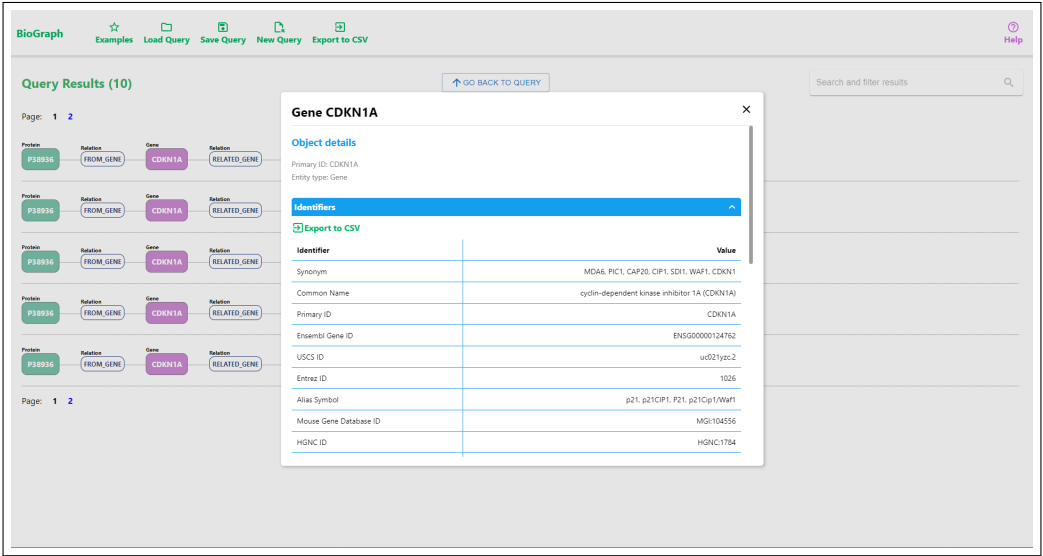 BioGraph
Examples Load Query Save Query New Query Export to CSV
Help
Query Results (10)
GO BACK TO QUERY
Search and filter results
Page: 1 2
Protein Relation Gene Relation
P38936 FROM_GENE CDKN1A RELATED_GENE
Protein Relation Gene Relation
P38936 FROM_GENE CDKN1A RELATED_GENE
Protein Relation Gene Relation
P38936 FROM_GENE CDKN1A RELATED_GENE
Protein Relation Gene Relation
P38936 FROM_GENE CDKN1A RELATED_GENE
Protein Relation Gene Relation
P38936 FROM_GENE CDKN1A RELATED_GENE
Page: 1 2
Gene CDKN1A
Object details
Primary ID: CDKN1A
Entity type: Gene
Identifiers
Export to CSV
Identifier Value
Synonym MDA6, PIC1, CAP20, CIP1, SDI1, WAF1, CDKN1
Common Name cyclin-dependent kinase inhibitor 1A (CDKN1A)
Primary ID CDKN1A
Ensembl Gene ID ENSG00000124762
USCS ID uc021yzc.2
Entrez ID 1026
Alias Symbol p21, p21CIP1, P21, p21Cip1/Waf1
Mouse Gene Database ID MGI:104556
HGNC ID HGNC:1784